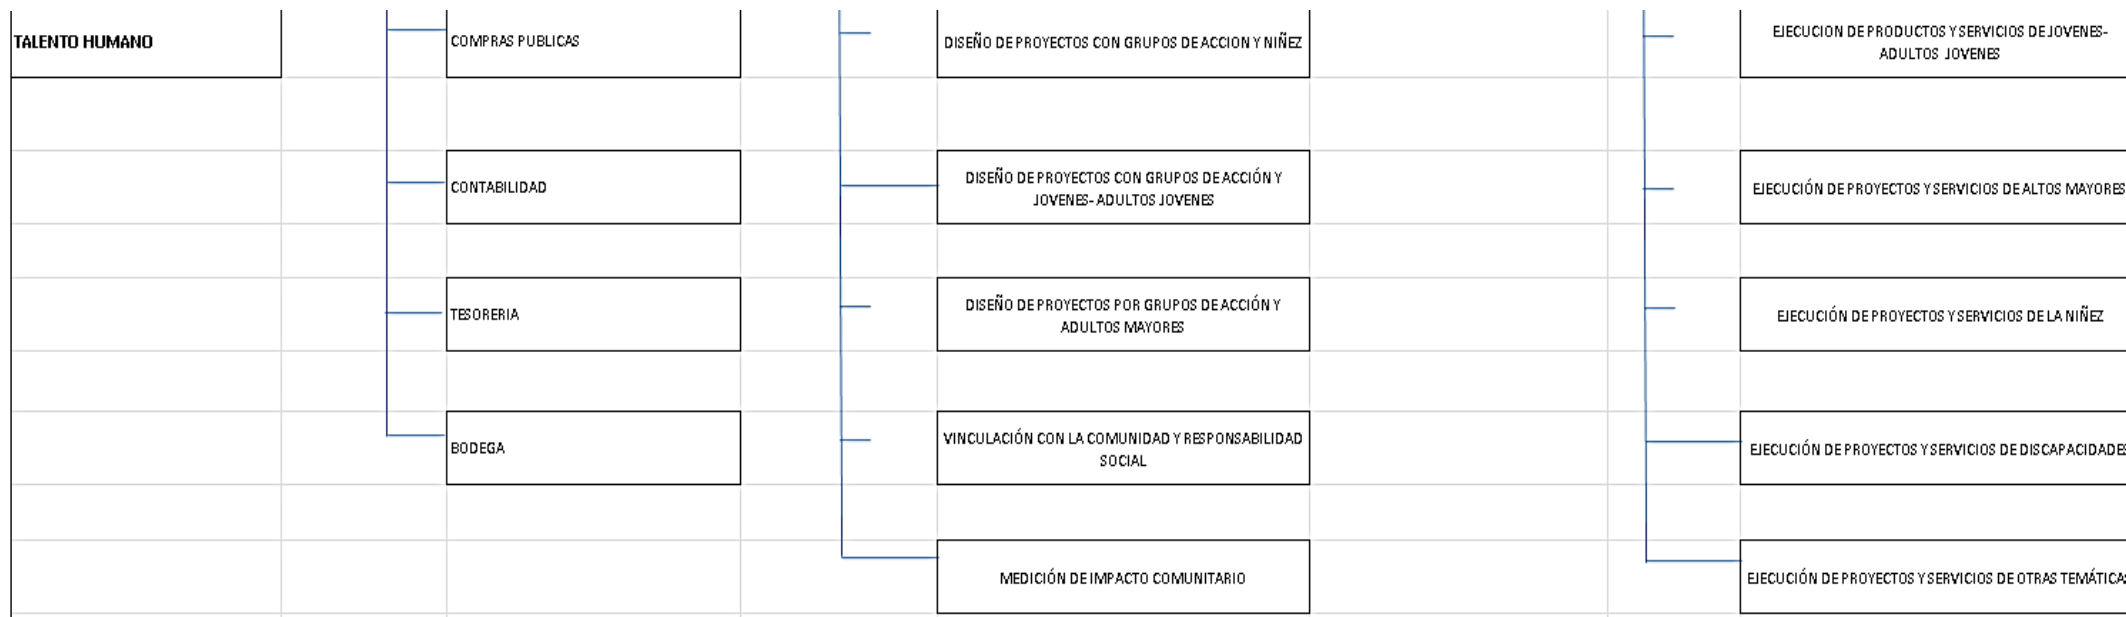 TALENTO HUMANO
COMPRAS PUBLICAS
DISEÑO DE PROYECTOS CON GRUPOS DE ACCION Y NIÑEZ
EJECUCION DE PRODUCTOS Y SERVICIOS DE JOVENES-
ADULTOS JOVENES
CONTABILIDAD
DISEÑO DE PROYECTOS CON GRUPOS DE ACCIÓN Y
JOVENES- ADULTOS JOVENES
EJECUCIÓN DE PROYECTOS Y SERVICIOS DE ALTOS MAYORES
TESORERIA
DISEÑO DE PROYECTOS POR GRUPOS DE ACCIÓN Y
ADULTOS MAYORES
EJECUCIÓN DE PROYECTOS Y SERVICIOS DE LA NIÑEZ
BODEGA
VINCULACIÓN CON LA COMUNIDAD Y RESPONSABILIDAD
SOCIAL
EJECUCIÓN DE PROYECTOS Y SERVICIOS DE DISCAPACIDADES
MEDICIÓN DE IMPACTO COMUNITARIO
EJECUCIÓN DE PROYECTOS Y SERVICIOS DE OTRAS TEMÁTICAS